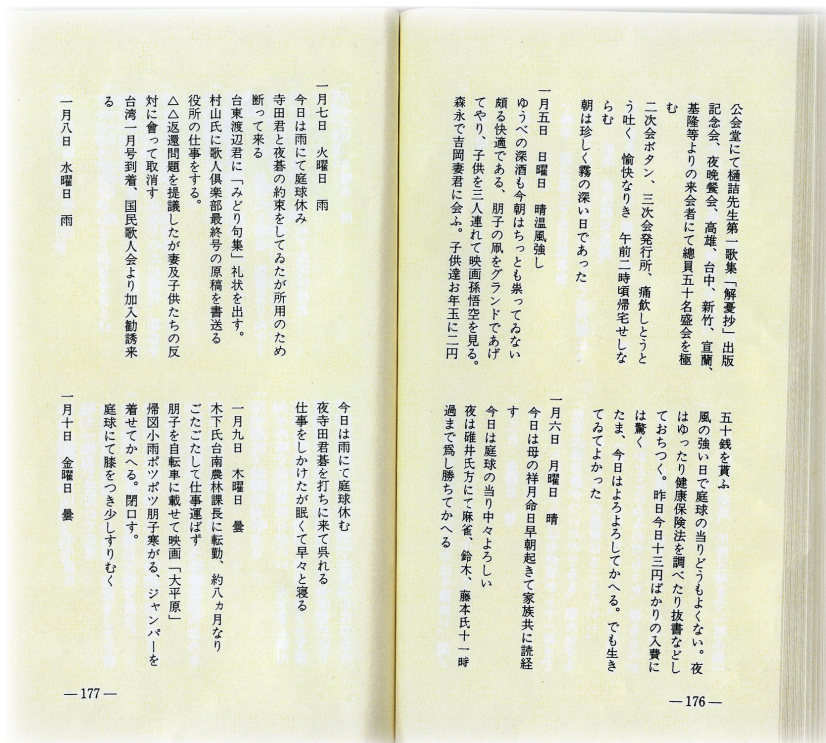 公会堂にて樋詰先生第一歌集「解憂抄」出版
記念会、夜晩餐会、高雄、台中、新竹、宜蘭、
基隆等よりの来会者にて總員五十名盛会を極
む
二次会ボタン、三次会発行所、痛飲しとうと
う吐く　愉快なりき　午前二時頃帰宅せしな
らむ
朝は珍しく霧の深い日であった
一月五日　日曜日　晴温風強し
ゆうべの深酒も今朝はちっとも祟ってゐない
頗る快適である、朋子の凧をグランドであげ
てやり、子供を三人連れて映画孫悟空を見る。
森永で吉岡妻君に会ふ。子供達お年玉に二円
五十銭を貰ふ
風の強い日で庭球の当りどうもよくない。夜
はゆったり健康保険法を調べたり抜書などし
ておちつく。昨日今日十三円ばかりの入費に
は驚く
たま、今日はよろよろしてかへる。でも生き
てゐてよかった
一月六日　月曜日　晴
今日は母の祥月命日早朝起きて家族共に読経
す
今日は庭球の当り中々よろしい
夜は碓井氏方にて麻雀、鈴木、藤本氏十一時
過まで爲し勝ちてかへる
—176—
一月七日　火曜日　雨
今日は雨にて庭球休み
寺田君と夜碁の約束をしてゐたが所用のため
断って来る
台東渡辺君に「みどり句集」礼状を出す。
村山氏に歌人倶楽部最終号の原稿を書送る
役所の仕事をする。
△△返還問題を提議したが妻及子供たちの反
対に會って取消す
台湾一月号到着、国民歌人会より加入勧誘来
る
一月八日　水曜日　雨
今日は雨にて庭球休む
夜寺田君碁を打ちに来て呉れる
仕事をしかけたが眠くて早々と寝る
一月九日　木曜日　曇
木下氏台南農林課長に転勤、約八ヵ月なり
ごたごたして仕事運ばず
朋子を自転車に載せて映画「大平原」
帰図小雨ポツポツ朋子寒がる、ジャンバーを
着せてかへる。閉口す。
庭球にて膝をつき少しすりむく
一月十日　金曜日　曇
—177—